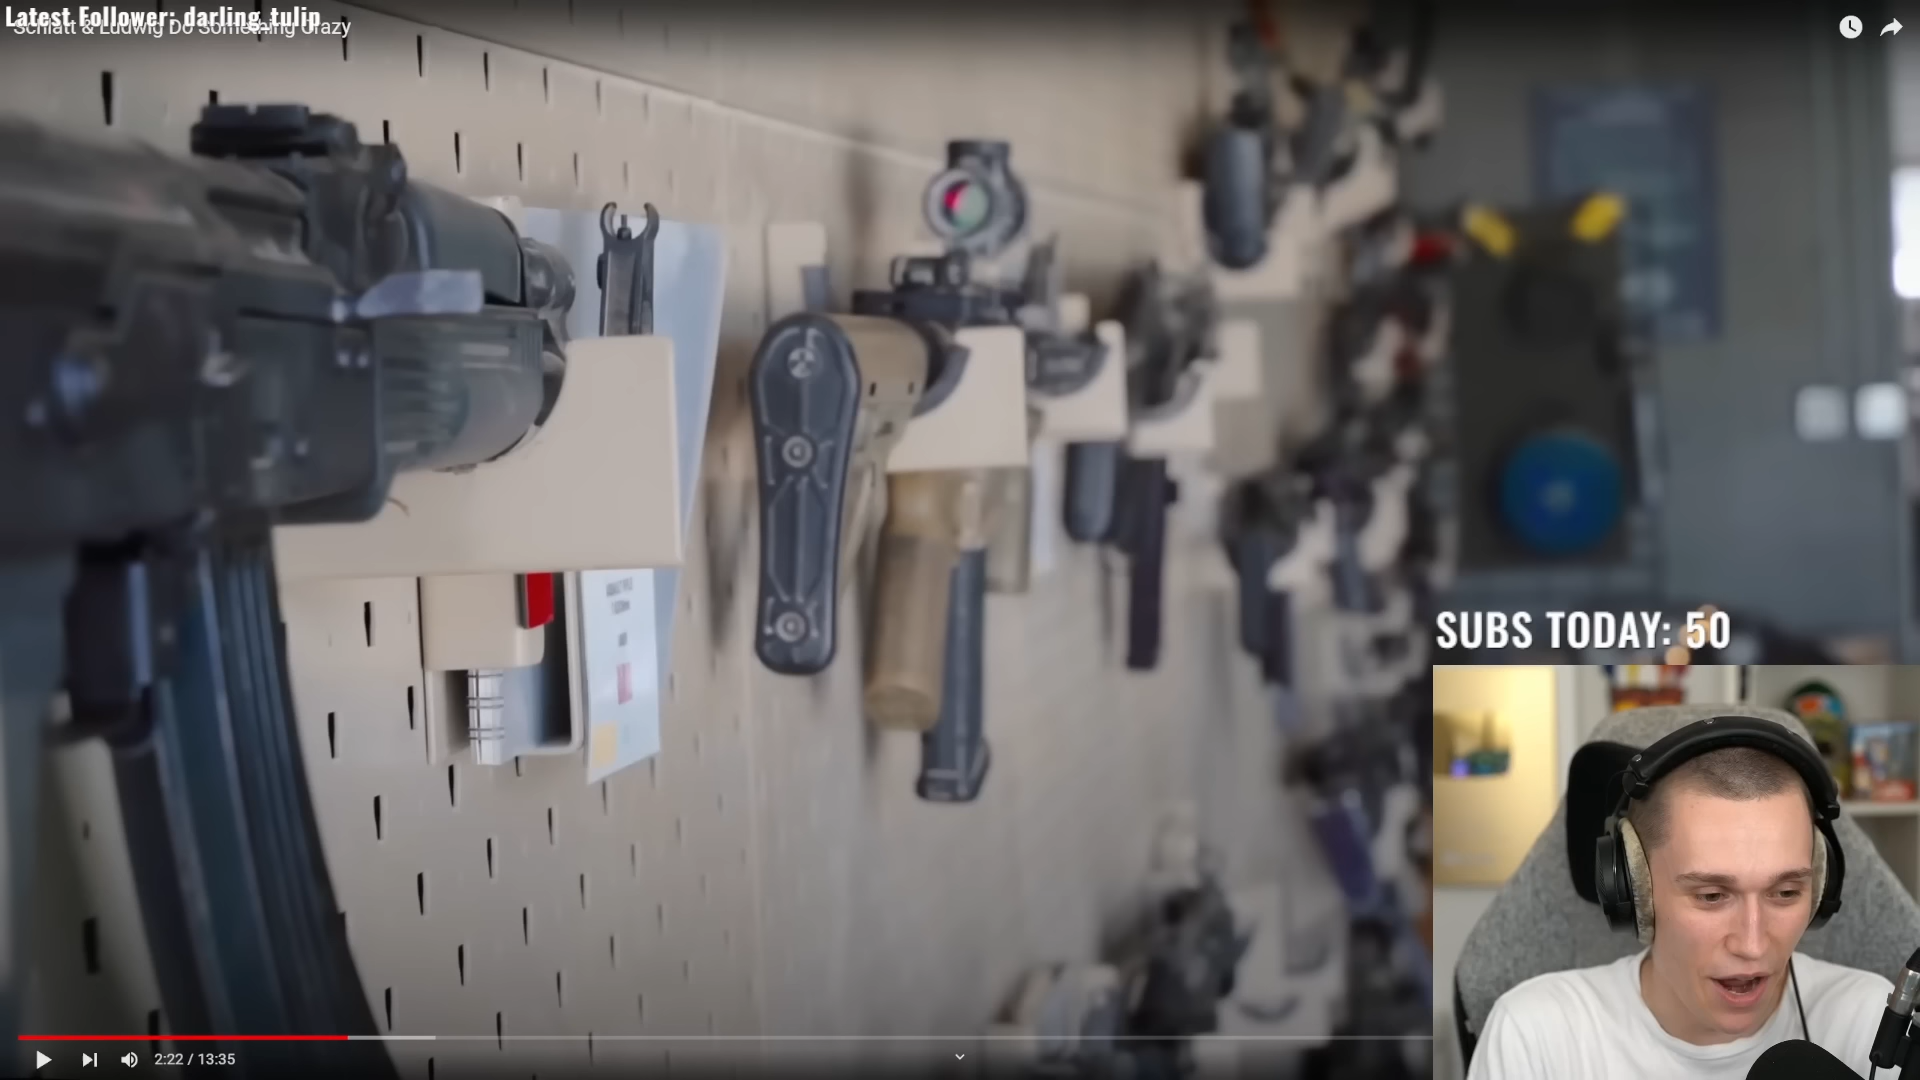 Latest Follower: darling_tulip
Schlatt & Ludwig Do Something Crazy
SUBS TODAY: 50
2:22 / 13:35